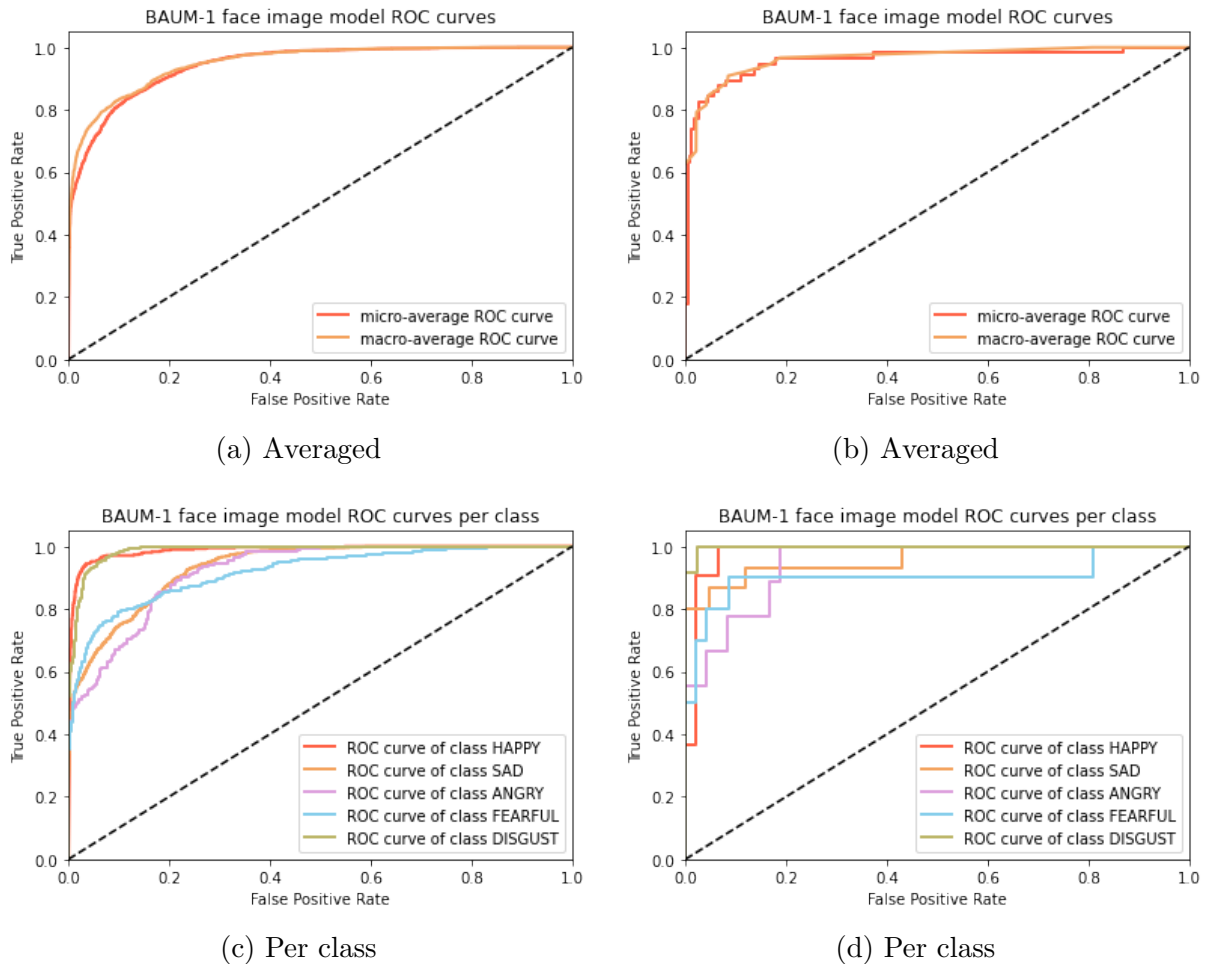 BAUM-1 face image model ROC curves
True Positive Rate
1.0
0.8
0.6
0.4
0.2
0.0
micro-average ROC curve
macro-average ROC curve
0.0 0.2 0.4 0.6 0.8 1.0
False Positive Rate
(a) Averaged
BAUM-1 face image model ROC curves
True Positive Rate
1.0
0.8
0.6
0.4
0.2
0.0
micro-average ROC curve
macro-average ROC curve
0.0 0.2 0.4 0.6 0.8 1.0
False Positive Rate
(b) Averaged
BAUM-1 face image model ROC curves per class
True Positive Rate
1.0
0.8
0.6
0.4
0.2
0.0
ROC curve of class HAPPY
ROC curve of class SAD
ROC curve of class ANGRY
ROC curve of class FEARFUL
ROC curve of class DISGUST
0.0 0.2 0.4 0.6 0.8 1.0
False Positive Rate
(c) Per class
BAUM-1 face image model ROC curves per class
True Positive Rate
1.0
0.8
0.6
0.4
0.2
0.0
ROC curve of class HAPPY
ROC curve of class SAD
ROC curve of class ANGRY
ROC curve of class FEARFUL
ROC curve of class DISGUST
0.0 0.2 0.4 0.6 0.8 1.0
False Positive Rate
(d) Per class